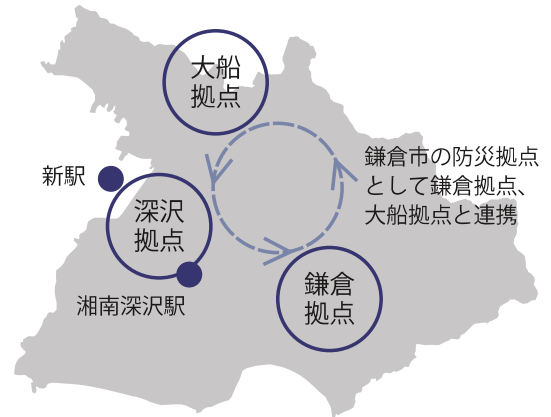 大船
拠点
鎌倉市の防災拠点
として鎌倉拠点、
大船拠点と連携
新駅
深沢
拠点
湘南深沢駅
鎌倉
拠点